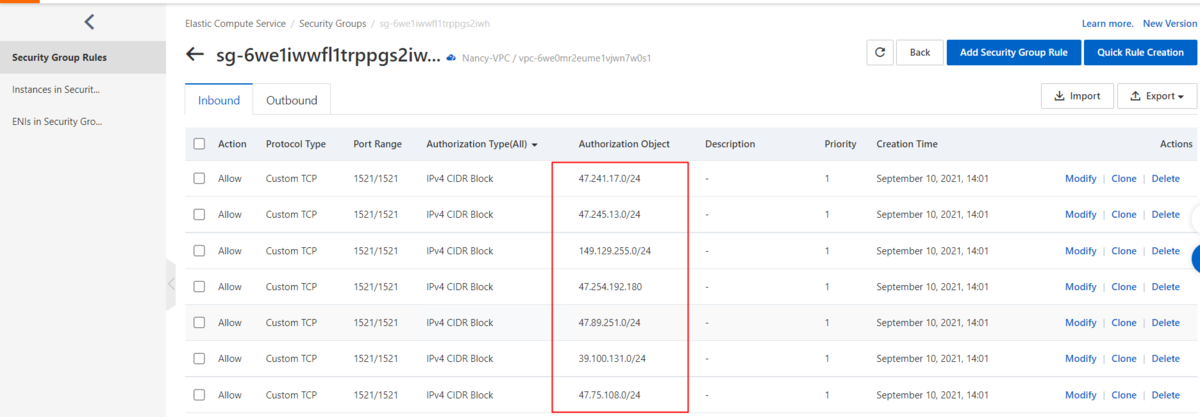 Elastic Compute Service / Security Groups / sg-6we1iwwfl1trppgs2iwh
Learn more. New Version
sg-6we1iwwfl1trppgs2iw... Nancy-VPC / vpc-6we0mr2eume1vjwn7w0s1
Back Add Security Group Rule Quick Rule Creation
Security Group Rules
Instances in Securit...
ENIs in Security Gro...
Inbound Outbound
Import Export
Action Protocol Type Port Range Authorization Type(All) Authorization Object Description Priority Creation Time Actions
Allow Custom TCP 1521/1521 IPv4 CIDR Block 47.241.17.0/24 - 1 September 10, 2021, 14:01 Modify | Clone | Delete
Allow Custom TCP 1521/1521 IPv4 CIDR Block 47.245.13.0/24 - 1 September 10, 2021, 14:01 Modify | Clone | Delete
Allow Custom TCP 1521/1521 IPv4 CIDR Block 149.129.255.0/24 - 1 September 10, 2021, 14:01 Modify | Clone | Delete
Allow Custom TCP 1521/1521 IPv4 CIDR Block 47.254.192.180 - 1 September 10, 2021, 14:01 Modify | Clone | Delete
Allow Custom TCP 1521/1521 IPv4 CIDR Block 47.89.251.0/24 - 1 September 10, 2021, 14:01 Modify | Clone | Delete
Allow Custom TCP 1521/1521 IPv4 CIDR Block 39.100.131.0/24 - 1 September 10, 2021, 14:01 Modify | Clone | Delete
Allow Custom TCP 1521/1521 IPv4 CIDR Block 47.75.108.0/24 - 1 September 10, 2021, 14:01 Modify | Clone | Delete